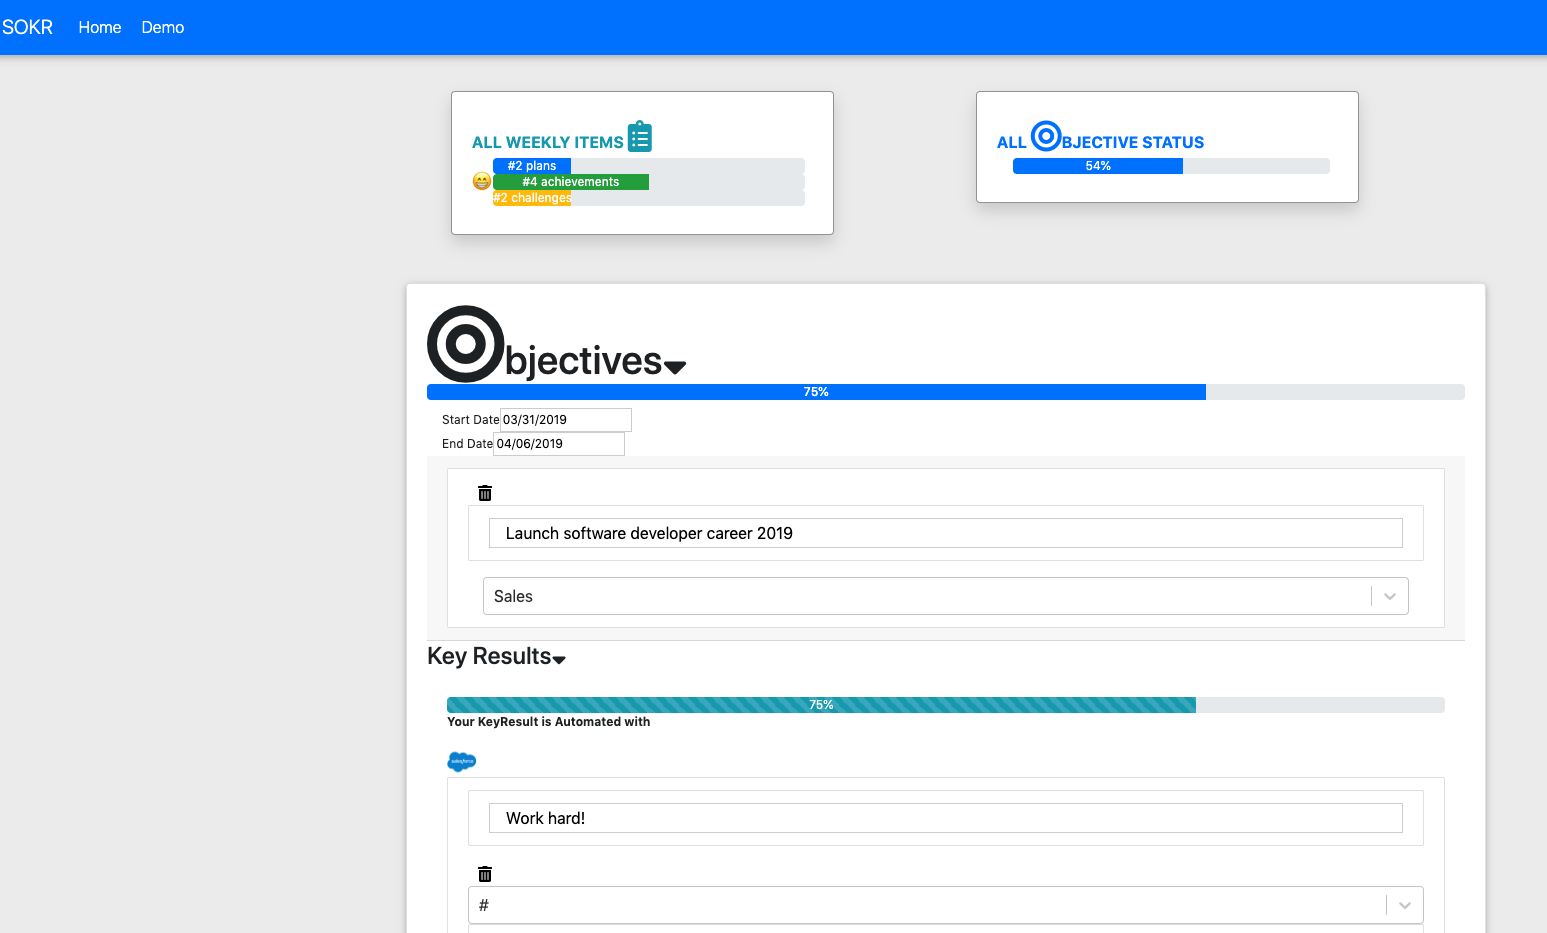 SOKR Home Demo
ALL WEEKLY ITEMS
#2 plans
#4 achievements
#2 challenges
ALL BJECTIVE STATUS
54%
bjectives
75%
Start Date 03/31/2019
End Date 04/06/2019
Launch software developer career 2019
Sales
Key Results
75%
Your KeyResult is Automated with
salesforce
Work hard!
#